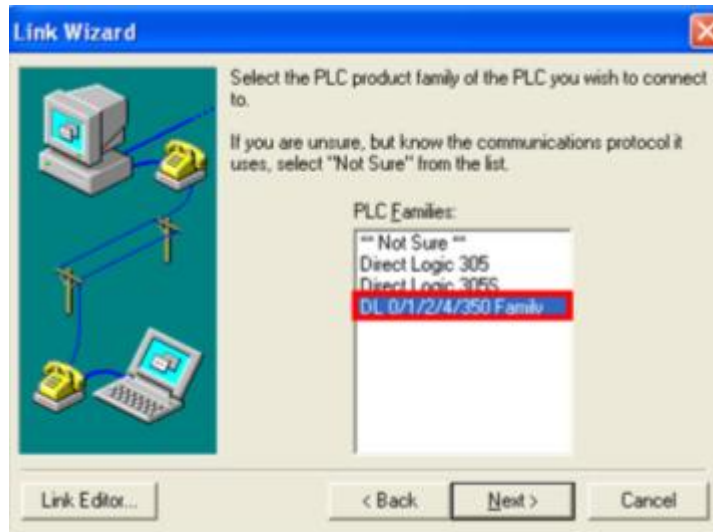 Link Wizard
Select the PLC product family of the PLC you wish to connect
to.
If you are unsure, but know the communications protocol it
uses, select "Not Sure" from the list.
PLC Families:
** Not Sure **
Direct Logic 305
Direct Logic 305S
DL 0/1/2/4/350 Family
Link Editor...
< Back
Next >
Cancel